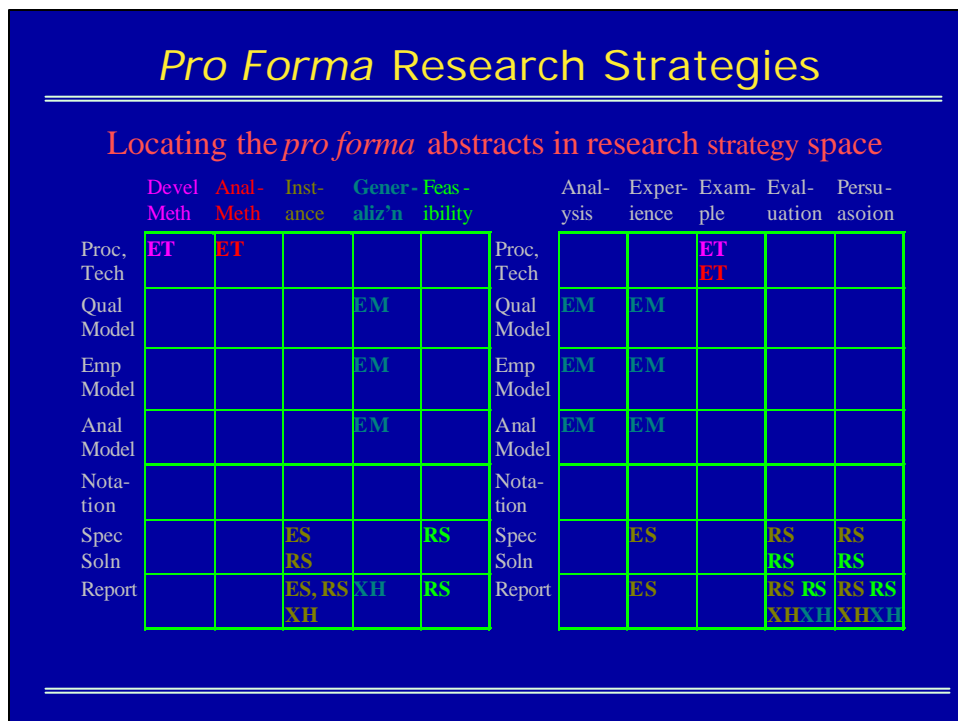 Pro Forma Research Strategies
Locating the pro forma abstracts in research strategy space
Devel Anal- Inst- Gener- Feas- Anal- Exper- Exam- Eval- Persu-
Meth Meth ance aliz'n ibility ysis ience ple uation asoion
Proc, ET ET Proc, ET
Tech Tech ET
Qual EM Qual EM EM
Model Model
Emp EM Emp EM EM
Model Model
Anal EM Anal EM EM
Model Model
Nota- Nota-
tion tion
Spec ES RS Spec ES RS RS
Soln RS Soln RS RS
Report ES, RS XH RS Report ES RS RS RS RS
XH XHXH XHXH